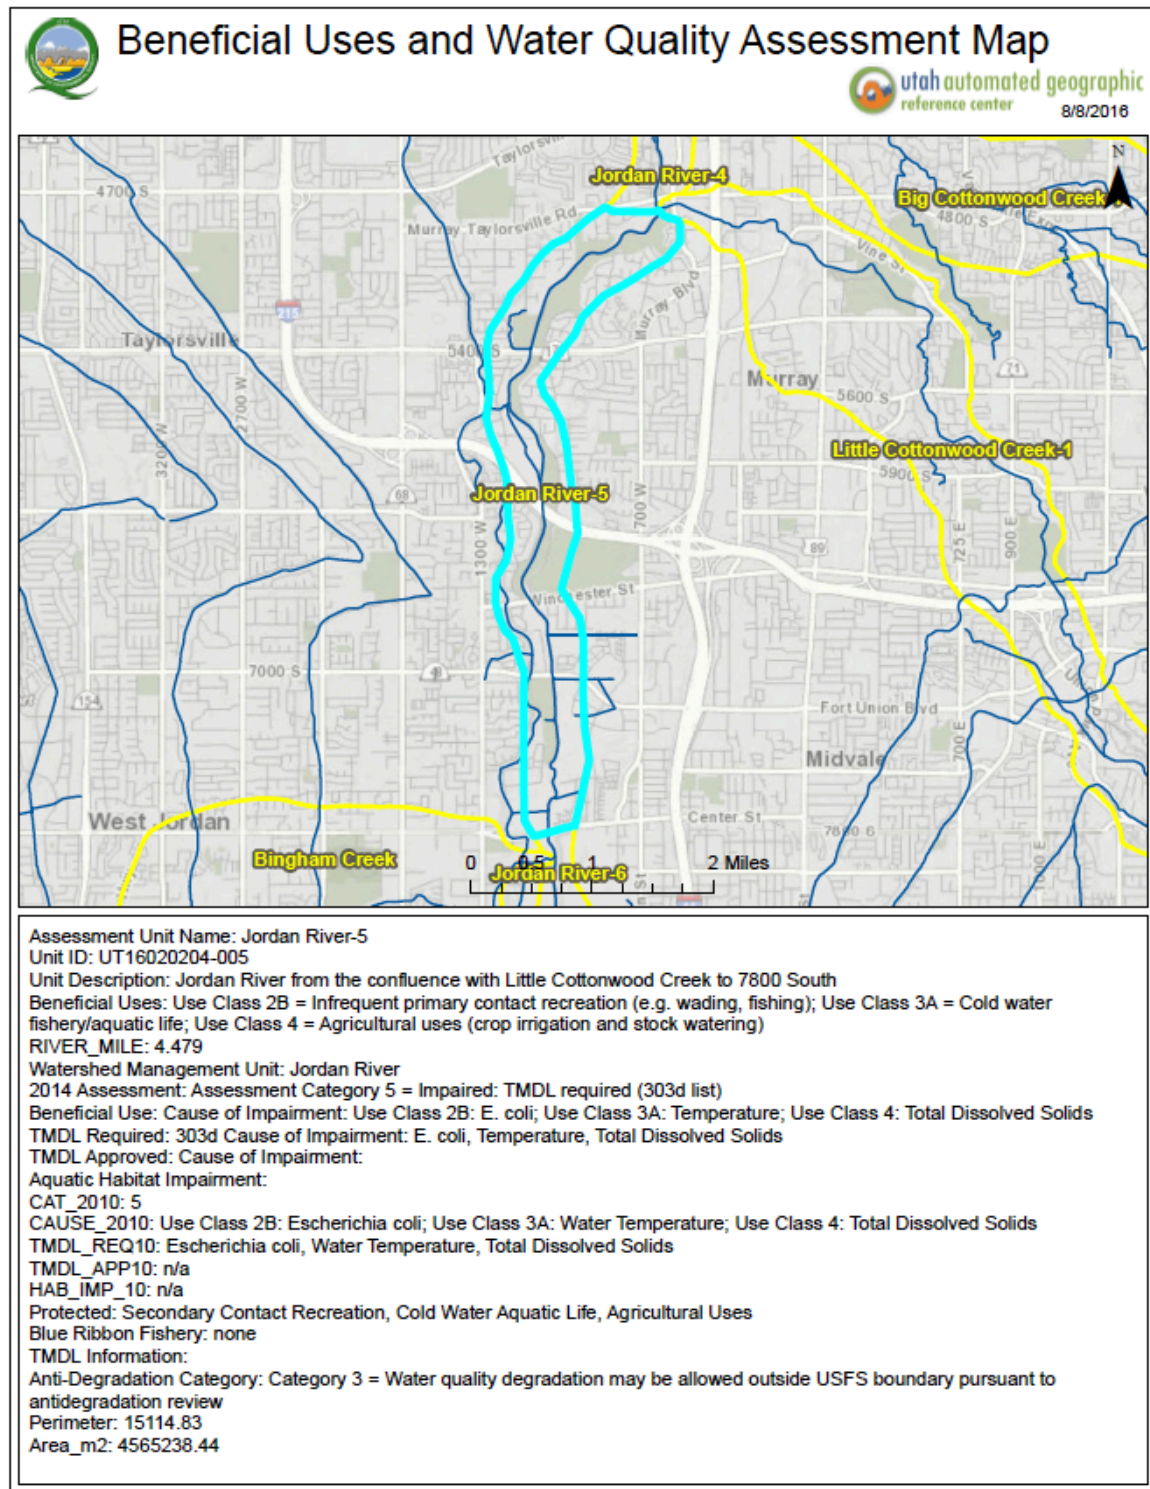 Beneficial Uses and Water Quality Assessment Map
utah automated geographic
reference center
8/8/2016
N
Taylorsv
Jordan River-4
4700 S
Big Cottonwood Creek
4800 S
Murray Taylorsville Rd
Vine St
215
Murray Blvd
Taylorsville
5400 S
71
Murray
2700 W
5600 S
3200 W
Little Cottonwood Creek-1
5900 S
68
Jordan River-5
700 W
725 E
900 E
89
1300 W
Winchester St
7000 S
48
154
Fort Union Blvd
700 E
Midvale
West Jordan
Center St
Bingham Creek
0 0.5 1 2 Miles
Jordan River-6
Assessment Unit Name: Jordan River-5
Unit ID: UT16020204-005
Unit Description: Jordan River from the confluence with Little Cottonwood Creek to 7800 South
Beneficial Uses: Use Class 2B = Infrequent primary contact recreation (e.g. wading, fishing); Use Class 3A = Cold water
fishery/aquatic life; Use Class 4 = Agricultural uses (crop irrigation and stock watering)
RIVER_MILE: 4.479
Watershed Management Unit: Jordan River
2014 Assessment: Assessment Category 5 = Impaired: TMDL required (303d list)
Beneficial Use: Cause of Impairment: Use Class 2B: E. coli; Use Class 3A: Temperature; Use Class 4: Total Dissolved Solids
TMDL Required: 303d Cause of Impairment: E. coli, Temperature, Total Dissolved Solids
TMDL Approved: Cause of Impairment:
Aquatic Habitat Impairment:
CAT_2010: 5
CAUSE_2010: Use Class 2B: Escherichia coli; Use Class 3A: Water Temperature; Use Class 4: Total Dissolved Solids
TMDL_REQ10: Escherichia coli, Water Temperature, Total Dissolved Solids
TMDL_APP10: n/a
HAB_IMP_10: n/a
Protected: Secondary Contact Recreation, Cold Water Aquatic Life, Agricultural Uses
Blue Ribbon Fishery: none
TMDL Information:
Anti-Degradation Category: Category 3 = Water quality degradation may be allowed outside USFS boundary pursuant to
antidegradation review
Perimeter: 15114.83
Area_m2: 4565238.44